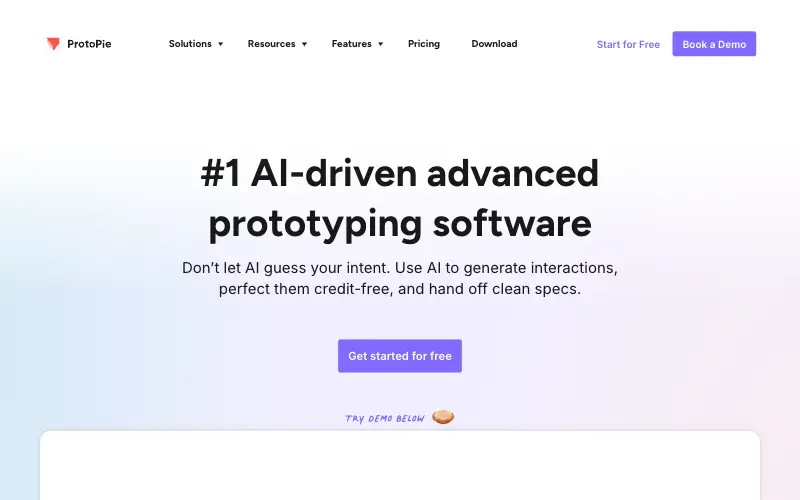 ProtoPie
Solutions
Resources
Features
Pricing
Download
Start for Free
Book a Demo
#1 AI-driven advanced
prototyping software
Don’t let AI guess your intent. Use AI to generate interactions,
perfect them credit-free, and hand off clean specs.
Get started for free
TRY DEMO BELOW